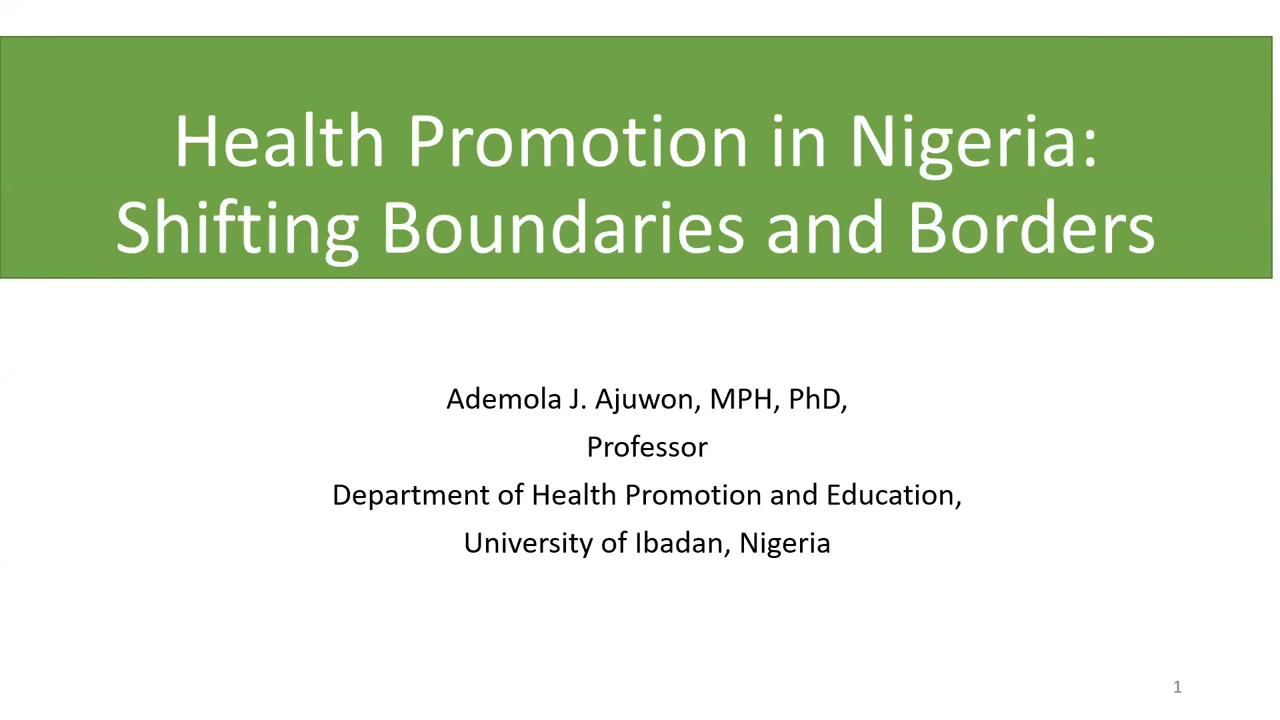 Health Promotion in Nigeria:
Shifting Boundaries and Borders
Ademola J. Ajuwon, MPH, PhD,
Professor
Department of Health Promotion and Education,
University of Ibadan, Nigeria
1